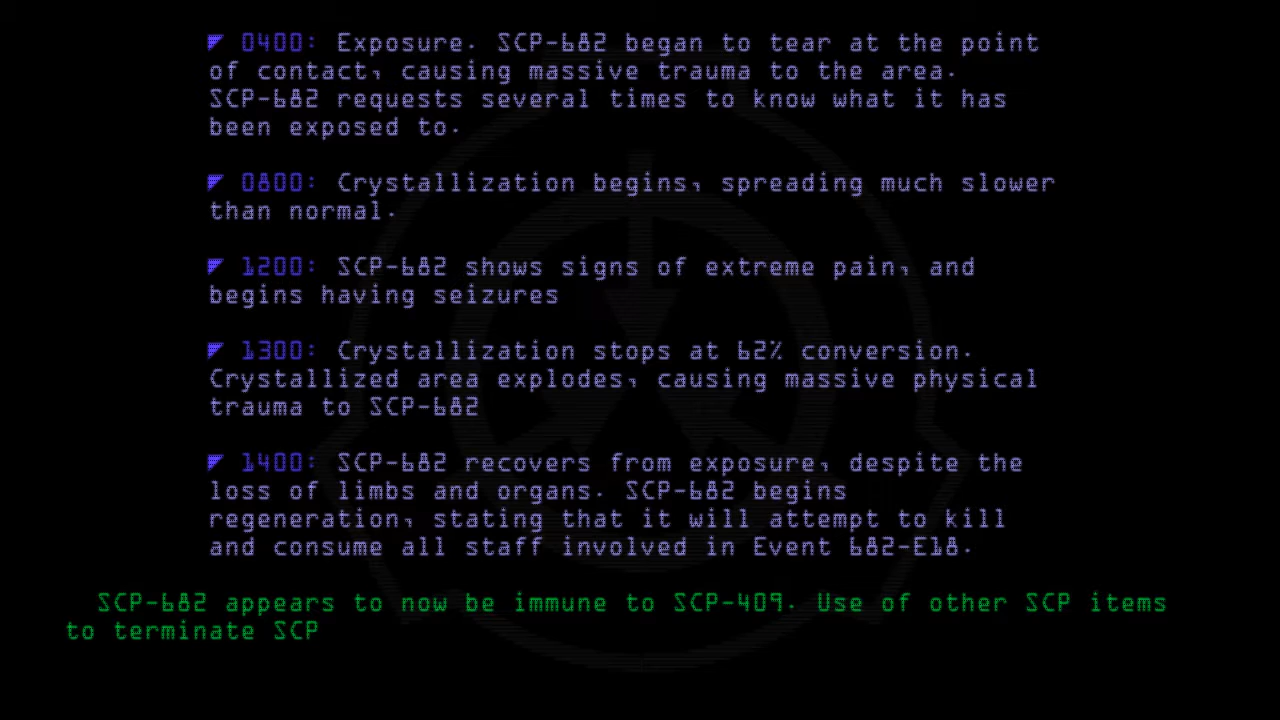 0400: Exposure. SCP-682 began to tear at the point
of contact, causing massive trauma to the area.
SCP-682 requests several times to know what it has
been exposed to.
0800: Crystallization begins, spreading much slower
than normal.
1200: SCP-682 shows signs of extreme pain, and
begins having seizures
1300: Crystallization stops at 62% conversion.
Crystallized area explodes, causing massive physical
trauma to SCP-682
1400: SCP-682 recovers from exposure, despite the
loss of limbs and organs. SCP-682 begins
regeneration, stating that it will attempt to kill
and consume all staff involved in Event 682-E18.
SCP-682 appears to now be immune to SCP-409. Use of other SCP items
to terminate SCP